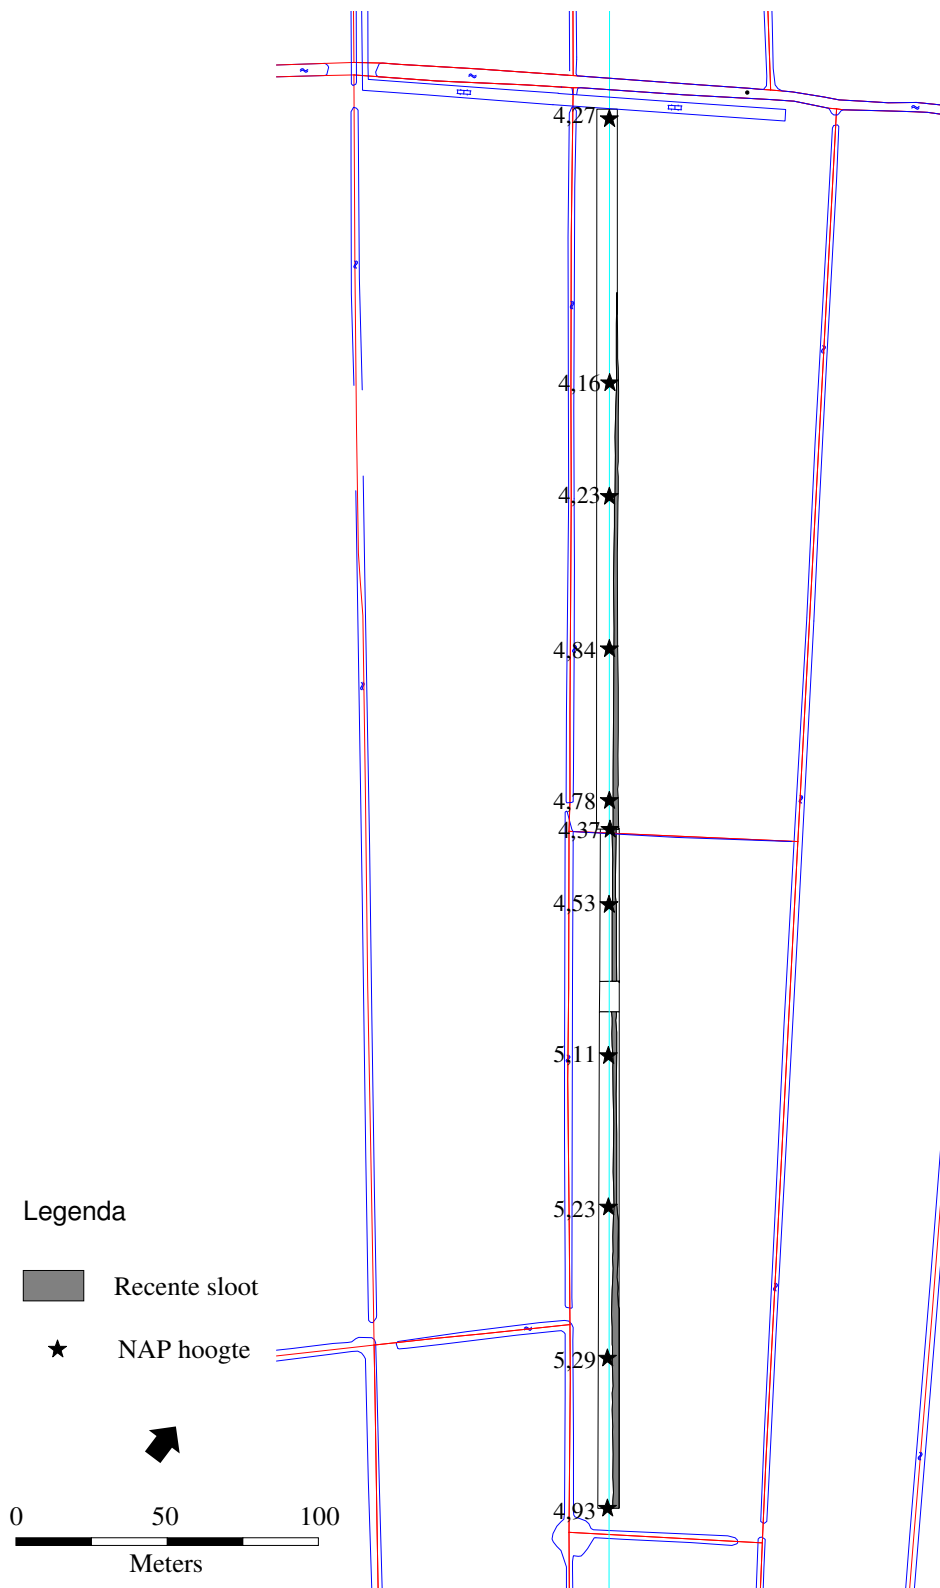 4,27
4,16
4,23
4,84
4,78
4,37
4,53
5,11
5,23
5,29
4,93
Legenda
Recente sloot
NAP hoogte
0 50 100
Meters